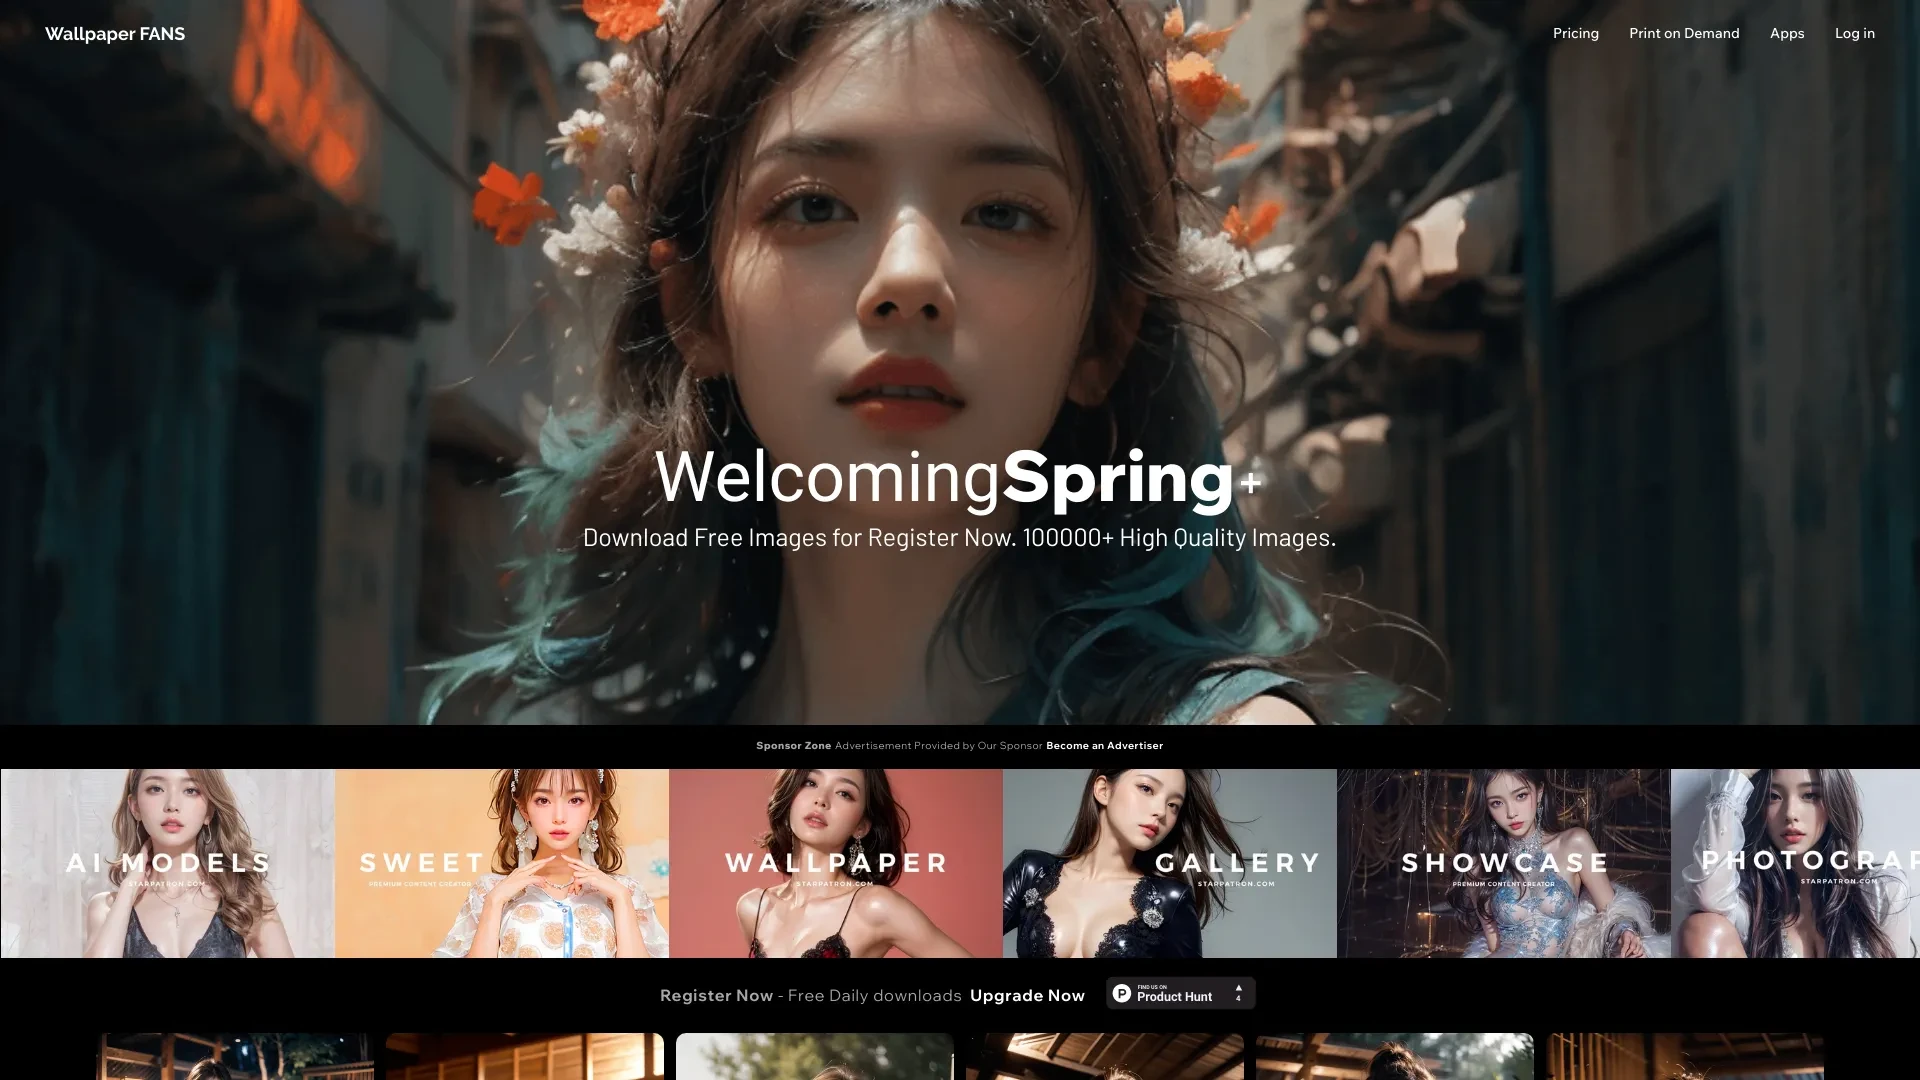 Wallpaper FANS
Pricing
Print on Demand
Apps
Log in
WelcomingSpring+
Download Free Images for Register Now. 100000+ High Quality Images.
Sponsor Zone Advertisement Provided by Our Sponsor Become an Advertiser
AI MODELS
STARPATRON.COM
SWEET
PREMIUM CONTENT CREATOR
WALLPAPER
STARPATRON.COM
GALLERY
STARPATRON.COM
SHOWCASE
PREMIUM CONTENT CREATOR
PHOTOGRAP
STARPATRON.COM
Register Now - Free Daily downloads Upgrade Now
FIND US ON
Product Hunt
4